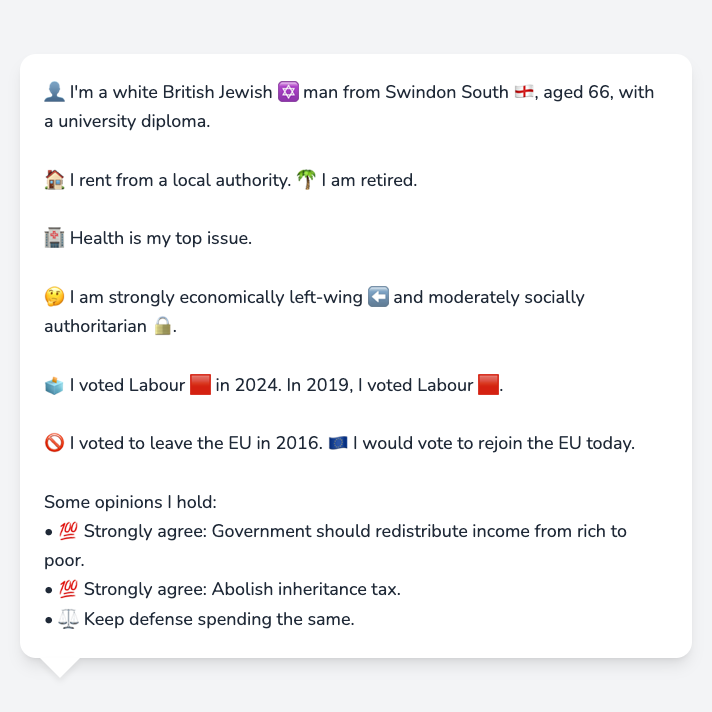 👤 I'm a white British Jewish ✡️ man from Swindon South 🏴󠁧󠁢󠁥󠁮󠁧󠁿, aged 66, with
a university diploma.
🏠 I rent from a local authority. 🌴 I am retired.
🏥 Health is my top issue.
🤔 I am strongly economically left-wing ⬅️ and moderately socially
authoritarian 🔒.
🗳️ I voted Labour 🟥 in 2024. In 2019, I voted Labour 🟥.
🚫 I voted to leave the EU in 2016. 🇪🇺 I would vote to rejoin the EU today.
Some opinions I hold:
• 💯 Strongly agree: Government should redistribute income from rich to
poor.
• 💯 Strongly agree: Abolish inheritance tax.
• ⚖️ Keep defense spending the same.